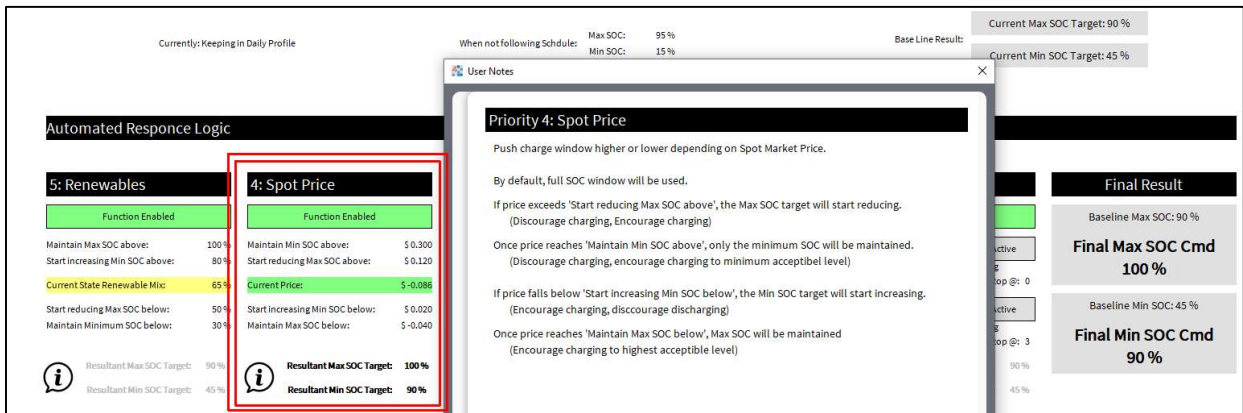 Current Max SOC Target: 90 %
Currently: Keeping in Daily Profile
When not following Schdule:
Max SOC: 95 %
Min SOC: 15 %
Base Line Result:
Current Min SOC Target: 45 %
User Notes
Automated Responce Logic
Priority 4: Spot Price
Push charge window higher or lower depending on Spot Market Price.
By default, full SOC window will be used.
If price exceeds 'Start reducing Max SOC above', the Max SOC target will start reducing.
(Discourage charging, Encourage charging)
Once price reaches 'Maintain Min SOC above', only the minimum SOC will be maintained.
(Discourage charging, encourage charging to minimum acceptibel level)
If price falls below 'Start increasing Min SOC below', the Min SOC target will start increasing.
(Encourage charging, disccourage discharging)
Once price reaches 'Maintain Max SOC below', Max SOC will be maintained
(Encourage charging to highest acceptible level)
5: Renewables
Function Enabled
Maintain Max SOC above: 100 %
Start increasing Min SOC above: 80 %
Current State Renewable Mix: 65 %
Start reducing Max SOC below: 50 %
Maintain Minimum SOC below: 30 %
Resultant Max SOC Target: 90 %
Resultant Min SOC Target: 45 %
4: Spot Price
Function Enabled
Maintain Min SOC above: $ 0.300
Start reducing Max SOC above: $ 0.120
Current Price: $ -0.086
Start increasing Min SOC below: $ 0.020
Maintain Max SOC below: $ -0.040
Resultant Max SOC Target: 100 %
Resultant Min SOC Target: 90 %
ctive
top @: 0
ctive
top @: 3
90 %
45 %
Final Result
Baseline Max SOC: 90 %
Final Max SOC Cmd
100 %
Baseline Min SOC: 45 %
Final Min SOC Cmd
90 %